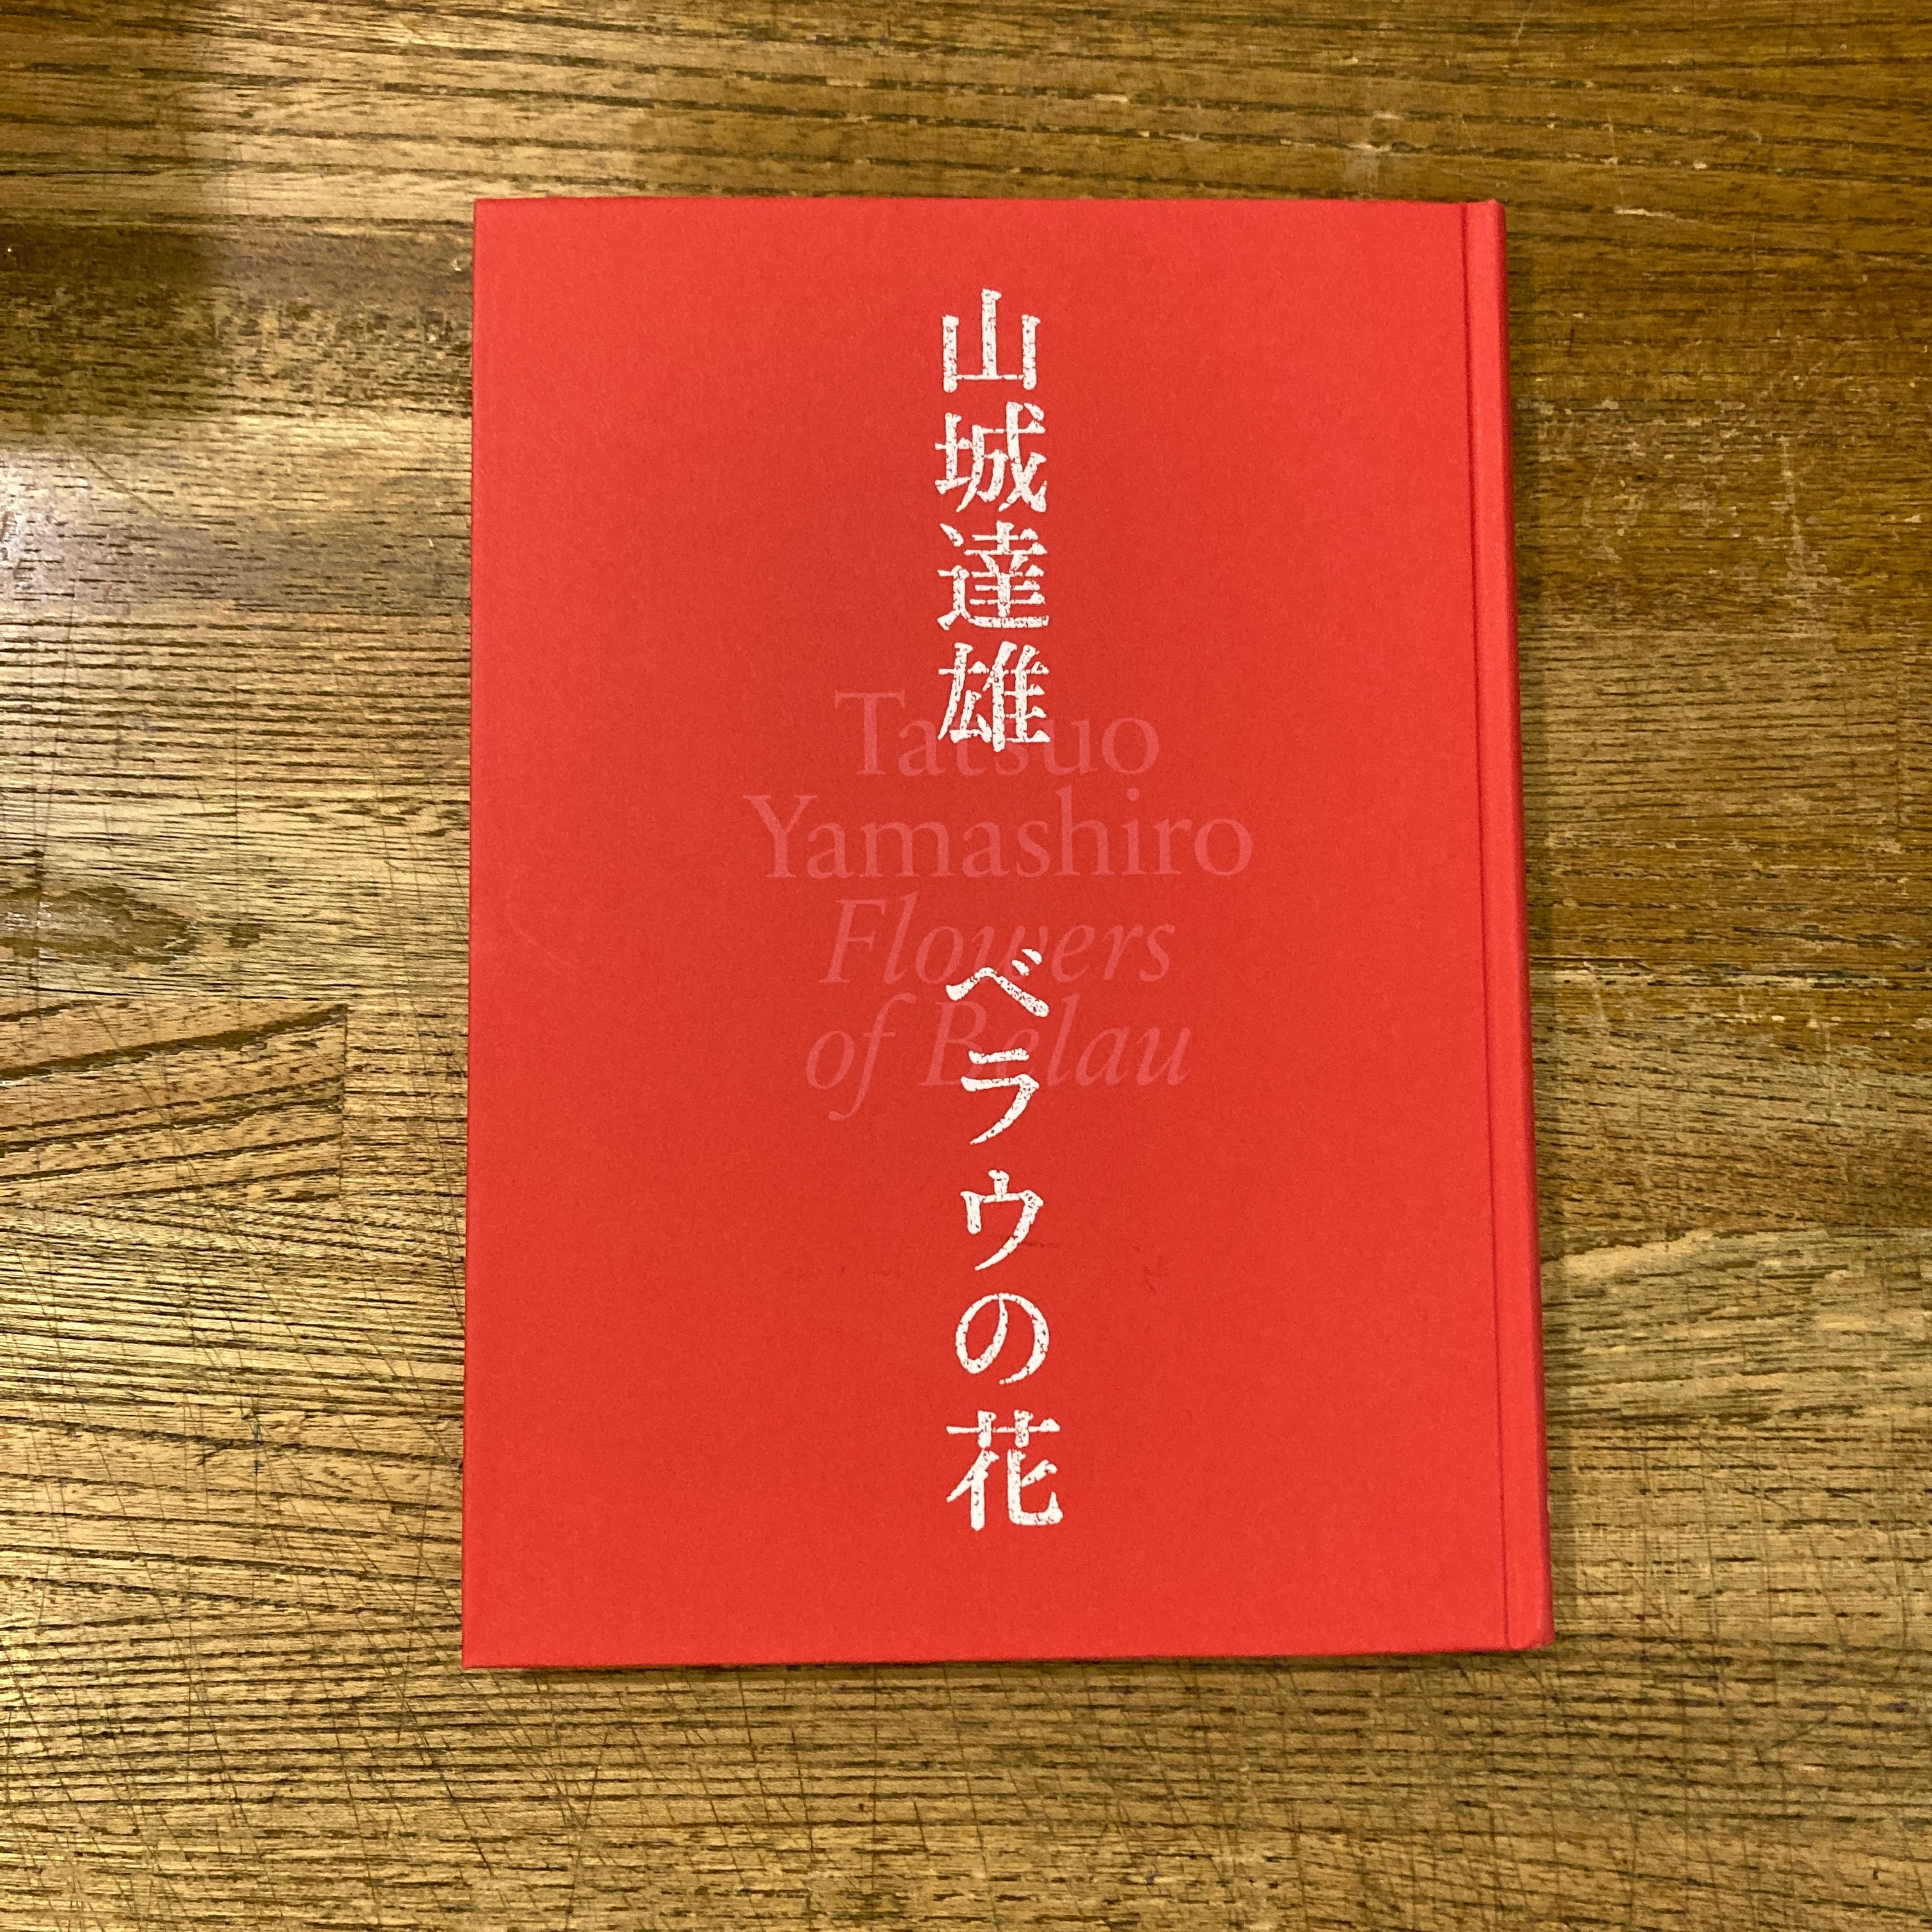 山城達雄
ベラウの花
Tatsuo
Yamashiro
Flowers
of Belau